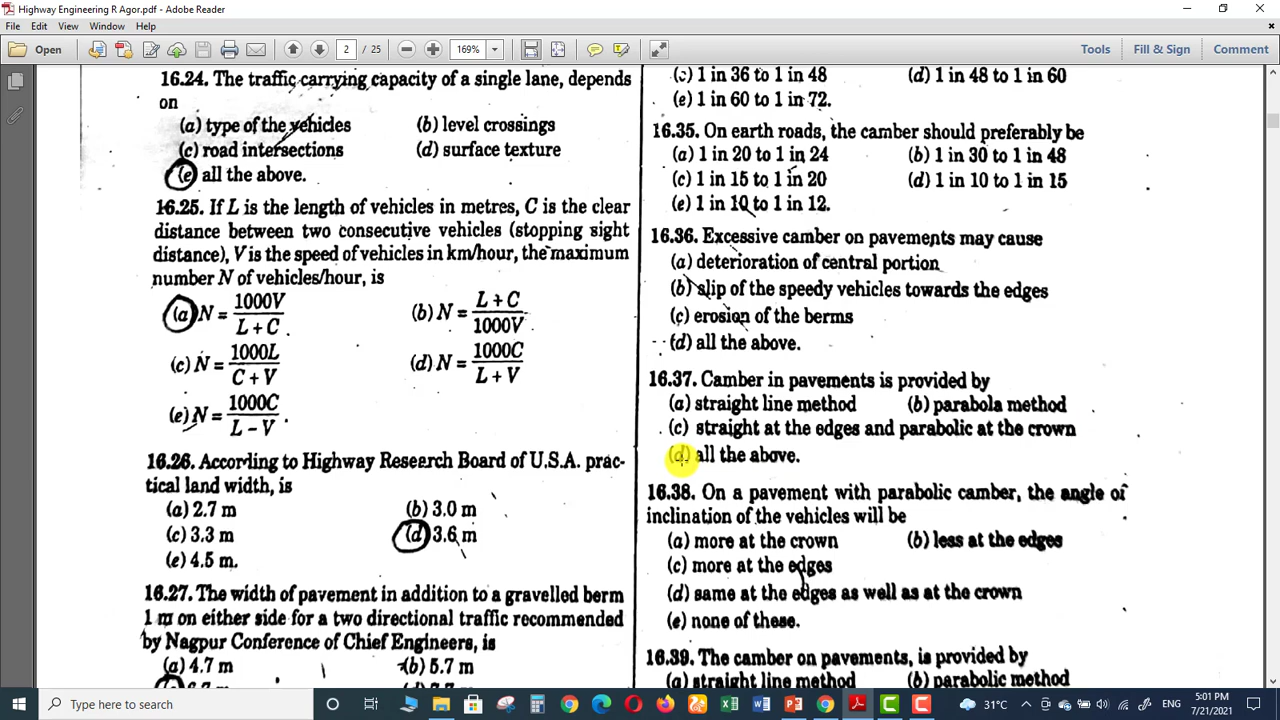 Highway Engineering R Agor.pdf - Adobe Reader
File Edit View Window Help
Open 2 / 25 169% Tools Fill & Sign Comment
16.24. The traffic carrying capacity of a single lane, depends
on
(a) type of the vehicles (b) level crossings
(c) road intersections (d) surface texture
(e) all the above.
16.25. If L is the length of vehicles in metres, C is the clear
distance between two consecutive vehicles (stopping sight
distance), V is the speed of vehicles in km/hour, the maximum
number N of vehicles/hour, is
(a) N = 1000V / L + C . (b) N = L + C / 1000V
(c) N = 1000L / C + V (d) N = 1000C / L + V
(e) N = 1000C / L – V .
16.26. According to Highway Research Board of U.S.A. prac-
tical land width, is
(a) 2.7 m (b) 3.0 m
(c) 3.3 m (d) 3.6 m
(e) 4.5 m.
16.27. The width of pavement in addition to a gravelled berm
1 m on either side for a two directional traffic recommended
by Nagpur Conference of Chief Engineers, is
(a) 4.7 m (b) 5.7 m
(c) 1 in 36 to 1 in 48 (d) 1 in 48 to 1 in 60
(e) 1 in 60 to 1 in 72.
16.35. On earth roads, the camber should preferably be
(a) 1 in 20 to 1 in 24 (b) 1 in 30 to 1 in 48
(c) 1 in 15 to 1 in 20 (d) 1 in 10 to 1 in 15
(e) 1 in 10 to 1 in 12.
16.36. Excessive camber on pavements may cause
(a) deterioration of central portion
(b) slip of the speedy vehicles towards the edges
(c) erosion of the berms
(d) all the above.
16.37. Camber in pavements is provided by
(a) straight line method (b) parabola method
(c) straight at the edges and parabolic at the crown
(d) all the above.
16.38. On a pavement with parabolic camber, the angle of
inclination of the vehicles will be
(a) more at the crown (b) less at the edges
(c) more at the edges
(d) same at the edges as well as at the crown
(e) none of these.
16.39. The camber on pavements, is provided by
(a) straight line method (b) parabolic method
Type here to search 31°C ENG 5:01 PM
7/21/2021